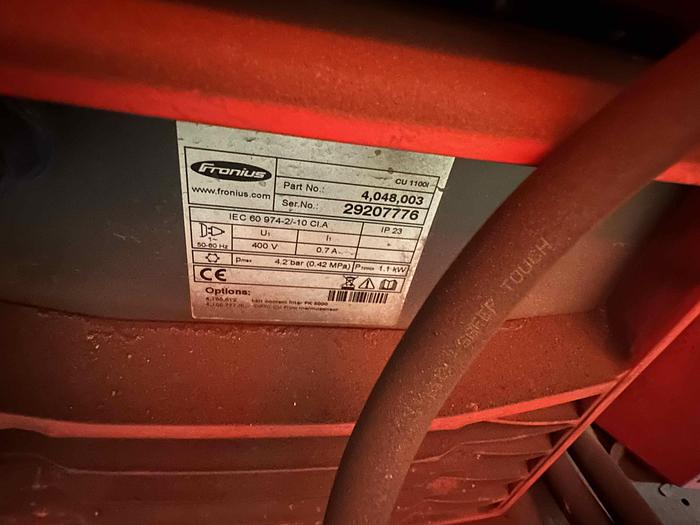 Fronius
CU 1100i
www.fronius.com
Part No.: 4,048,003
Ser.No.: 29207776
IEC 60 974-2/-10 Cl.A
IP 23
1~
50-60 Hz
U1
I1
400 V
0.7 A
pmax
4.2 bar (0.42 MPa)
1.1 kW
CE
Options:
TOUCH